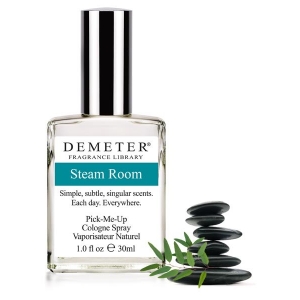 DEMETER®
FRAGRANCE LIBRARY
Steam Room
Simple, subtle, singular scents.
Each day. Everywhere.
Pick-Me-Up
Cologne Spray
Vaporisateur Naturel
1.0 fl oz ℮ 30ml